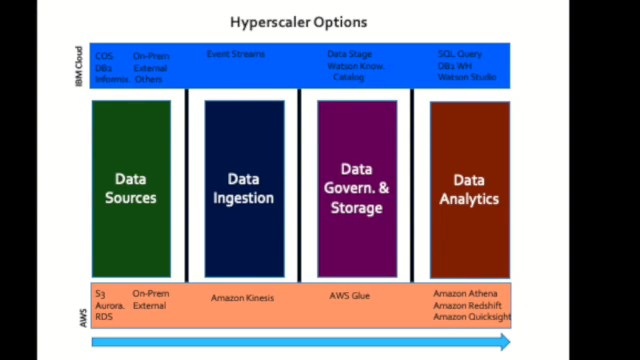 Hyperscaler Options
IBM Cloud
COS On-Prem
DB2 External
Informix Others
Event Streams
Data Stage
Watson Know.
Catalog
SQL Query
DB2 WH
Watson Studio
Data
Sources
Data
Ingestion
Data
Govern. &
Storage
Data
Analytics
AWS
S3 On-Prem
Aurora. External
RDS
Amazon Kinesis
AWS Glue
Amazon Athena
Amazon Redshift
Amazon Quicksight